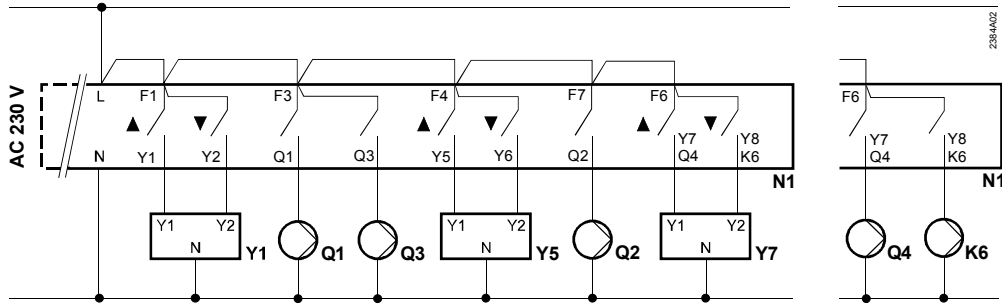 2384A02
AC 230 V
L F1 F3 F4 F7 F6 F6
▲ ▼ ▲ ▼ ▲ ▼ ▲
Y7 Y8 Y7 Y8
N Y1 Y2 Q1 Q3 Y5 Y6 Q2 Q4 K6 Q4 K6
N1 N1
Y1 Y2 Y1 Y2 Y1 Y2
N Y1 Q1 Q3 N Y5 Q2 N Y7 Q4 K6